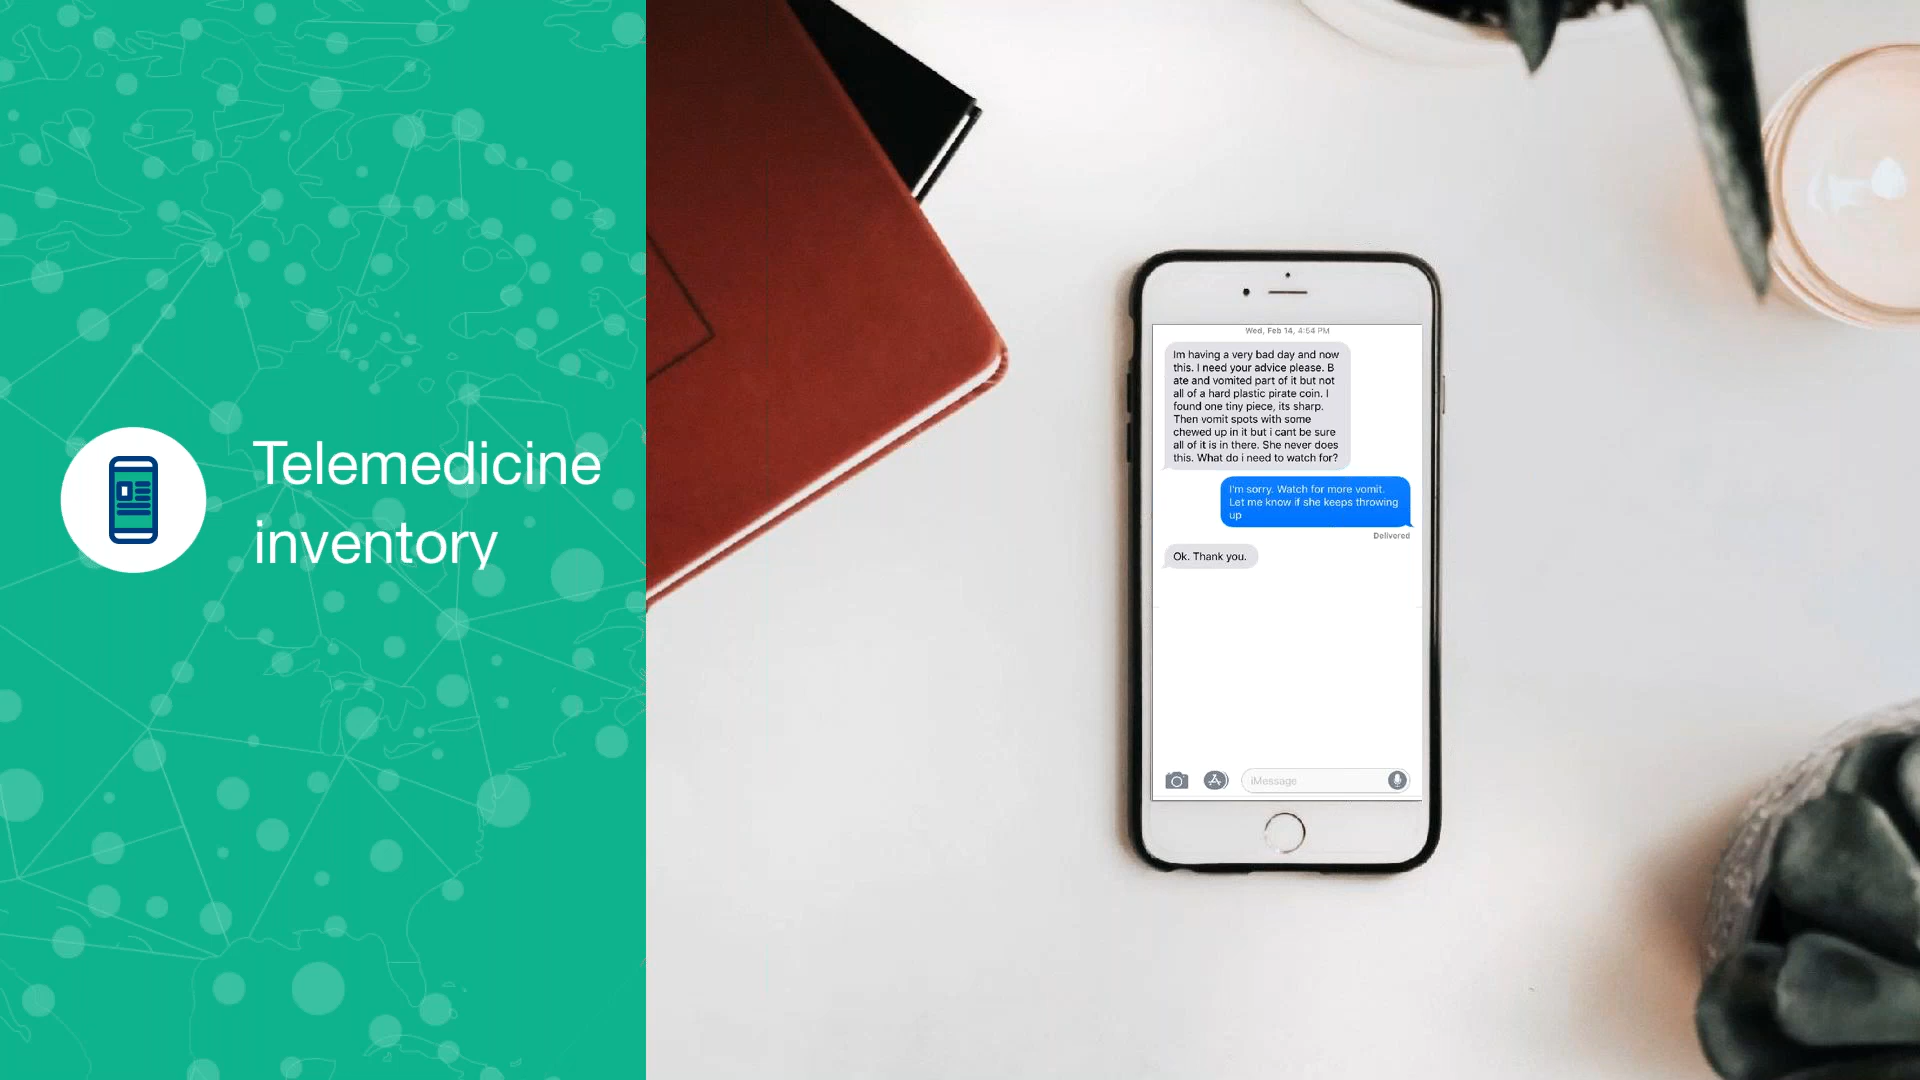 Telemedicine
inventory
Wed, Feb 14, 4:54 PM
Im having a very bad day and now
this. I need your advice please. B
ate and vomited part of it but not
all of a hard plastic pirate coin. I
found one tiny piece, its sharp.
Then vomit spots with some
chewed up in it but i cant be sure
all of it is in there. She never does
this. What do i need to watch for?
I'm sorry. Watch for more vomit.
Let me know if she keeps throwing
up
Delivered
Ok. Thank you.
iMessage